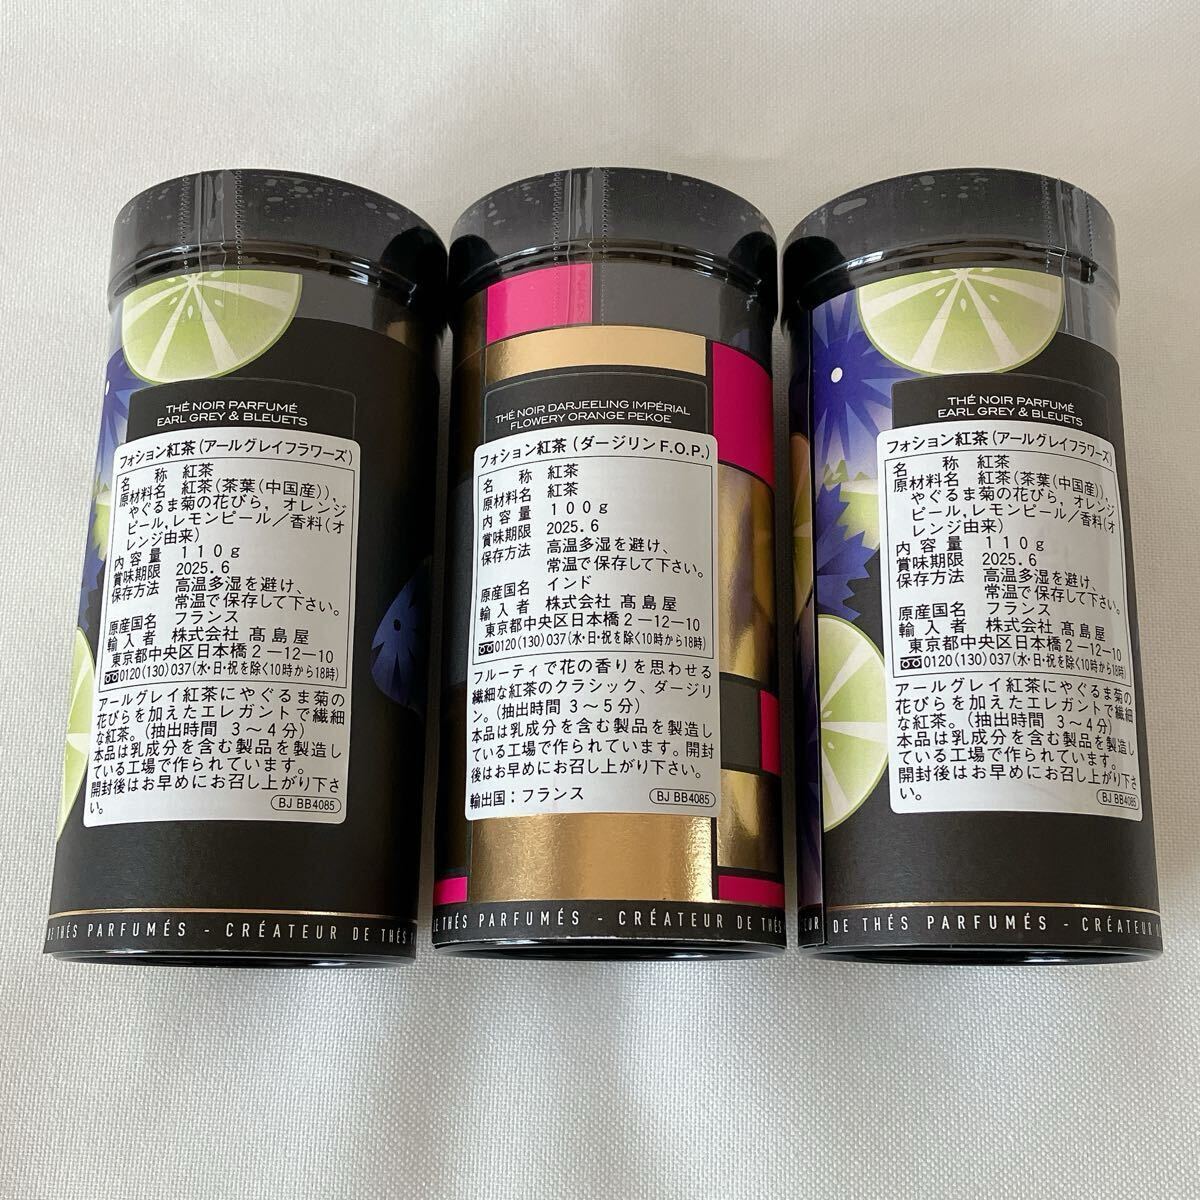 THÉ NOIR PARFUMÉ
EARL GREY & BLEUETS
フォション紅茶(アールグレイフラワーズ)
名称 紅茶
原材料名 紅茶(茶葉(中国産))、
やぐるま菊の花びら，オレンジ
ピール，レモンピール／香料(オ
レンジ由来)
内容量 110g
賞味期限 2025.6
保存方法 高温多湿を避け、
常温で保存して下さい。
原産国名 フランス
輸入者 株式会社 髙島屋
東京都中央区日本橋2-12-10
0120(130)037(水・日・祝を除く10時から18時)
アールグレイ紅茶にやぐるま菊の
花びらを加えたエレガントで繊細
な紅茶。(抽出時間 3～4分)
本品は乳成分を含む製品を製造し
ている工場で作られています。
開封後はお早めにお召し上がり下さ
い。
BJ BB4085
DE THÉS PARFUMÉS - CRÉATEUR DE THÉS
THÉ NOIR DARJEELING IMPÉRIAL
FLOWERY ORANGE PEKOE
フォション紅茶(ダージリンF.O.P.)
名称 紅茶
原材料名 紅茶
内容量 100g
賞味期限 2025.6
保存方法 高温多湿を避け、
常温で保存して下さい。
原産国名 インド
輸入者 株式会社 髙島屋
東京都中央区日本橋2-12-10
0120(130)037(水・日・祝を除く10時から18時)
フルーティで花の香りを思わせる
繊細な紅茶のクラシック、ダージリ
ン。(抽出時間 3～5分)
本品は乳成分を含む製品を製造し
ている工場で作られています。開封
後はお早めにお召し上がり下さい。
輸出国：フランス
BJ BB4085
DE THÉS PARFUMÉS - CRÉATEUR DE THÉS
THÉ NOIR PARFUMÉ
EARL GREY & BLEUETS
フォション紅茶(アールグレイフラワーズ)
名称 紅茶
原材料名 紅茶(茶葉(中国産))、
やぐるま菊の花びら，オレンジ
ピール，レモンピール／香料(オ
レンジ由来)
内容量 110g
賞味期限 2025.6
保存方法 高温多湿を避け、
常温で保存して下さい。
原産国名 フランス
輸入者 株式会社 髙島屋
東京都中央区日本橋2-12-10
0120(130)037(水・日・祝を除く10時から18時)
アールグレイ紅茶にやぐるま菊の
花びらを加えたエレガントで繊細
な紅茶。(抽出時間 3～4分)
本品は乳成分を含む製品を製造し
ている工場で作られています。
開封後はお早めにお召し上がり下さ
い。
BJ BB4085
DE THÉS PARFUMÉS - CRÉATEUR